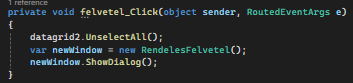 1 reference
private void felvetel_Click(object sender, RoutedEventArgs e)
{
datagrid2.UnselectAll();
var newWindow = new RendelesFelvetel();
newWindow.ShowDialog();
}